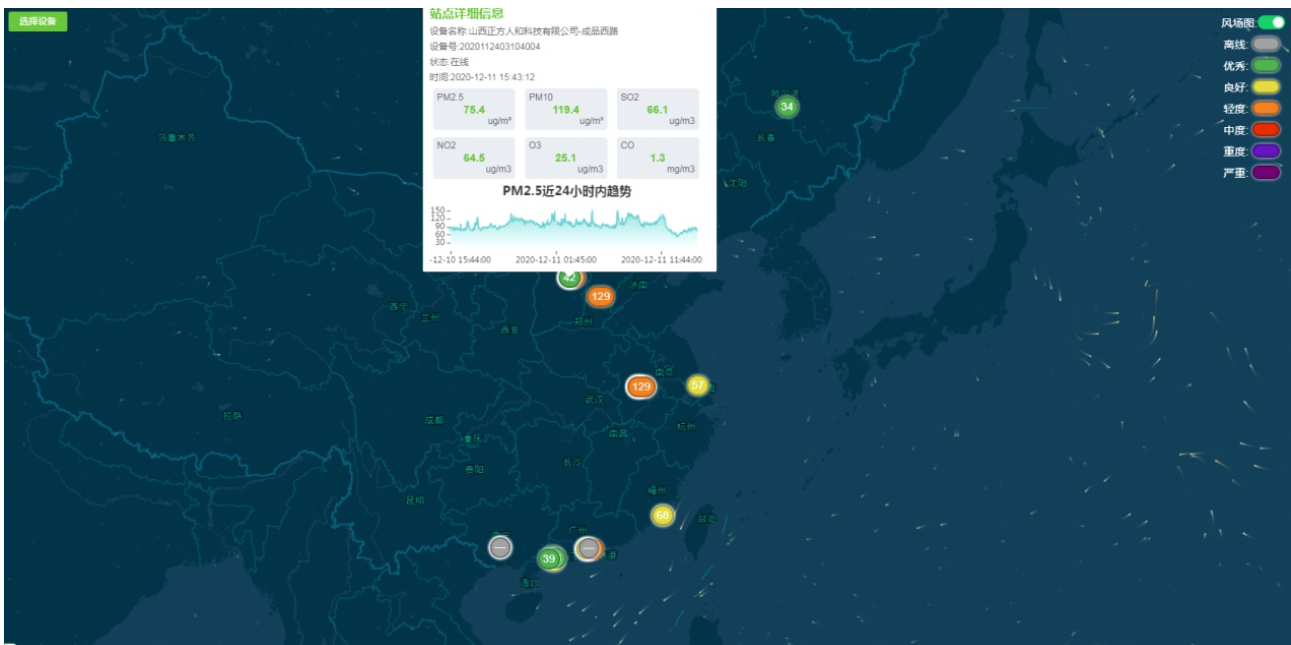 选择设备
站点详细信息
设备名称:山西正方人和科技有限公司-成品西路
设备号:2020112403104004
状态:在线
时间:2020-12-11 15:43:12
PM2.5
75.4
ug/m³
PM10
119.4
ug/m³
SO2
66.1
ug/m3
NO2
64.5
ug/m3
O3
25.1
ug/m3
CO
1.3
mg/m3
PM2.5近24小时内趋势
150
120
90
60
30
-12-10 15:44:00
2020-12-11 01:45:00
2020-12-11 11:44:00
风场图:
离线:
优秀:
良好:
轻度:
中度:
重度:
严重:
哈尔滨
34
长春
沈阳
乌鲁木齐
42
济南
129
西宁
兰州
郑州
西安
南京
129
57
武汉
拉萨
成都
杭州
重庆
南昌
长沙
贵阳
福州
昆明
68
台北
广州
39
香港
海口